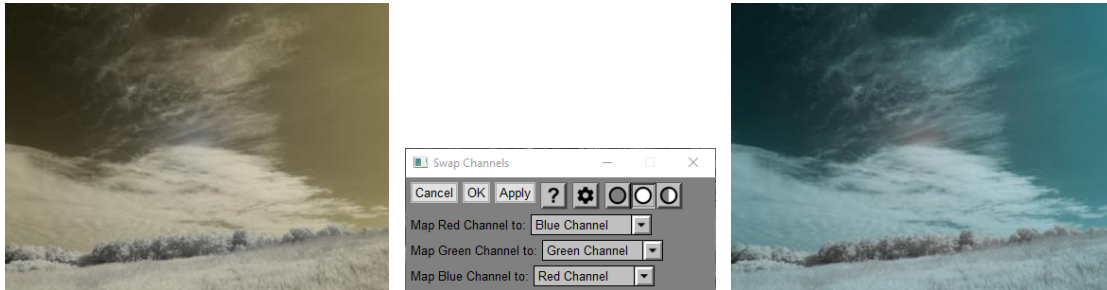 Swap Channels
Cancel OK Apply ?
Map Red Channel to: Blue Channel
Map Green Channel to: Green Channel
Map Blue Channel to: Red Channel